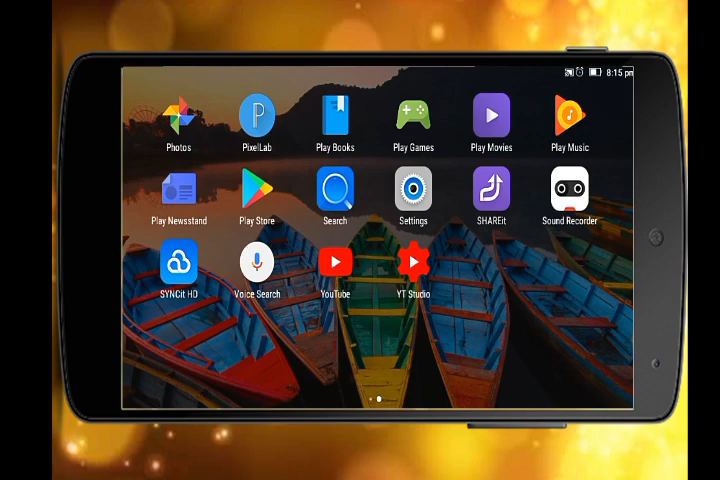 8:15 pm
Photos PixelLab Play Books Play Games Play Movies Play Music
Play Newsstand Play Store Search Settings SHAREit Sound Recorder
SYNCit HD Voice Search YouTube YT Studio